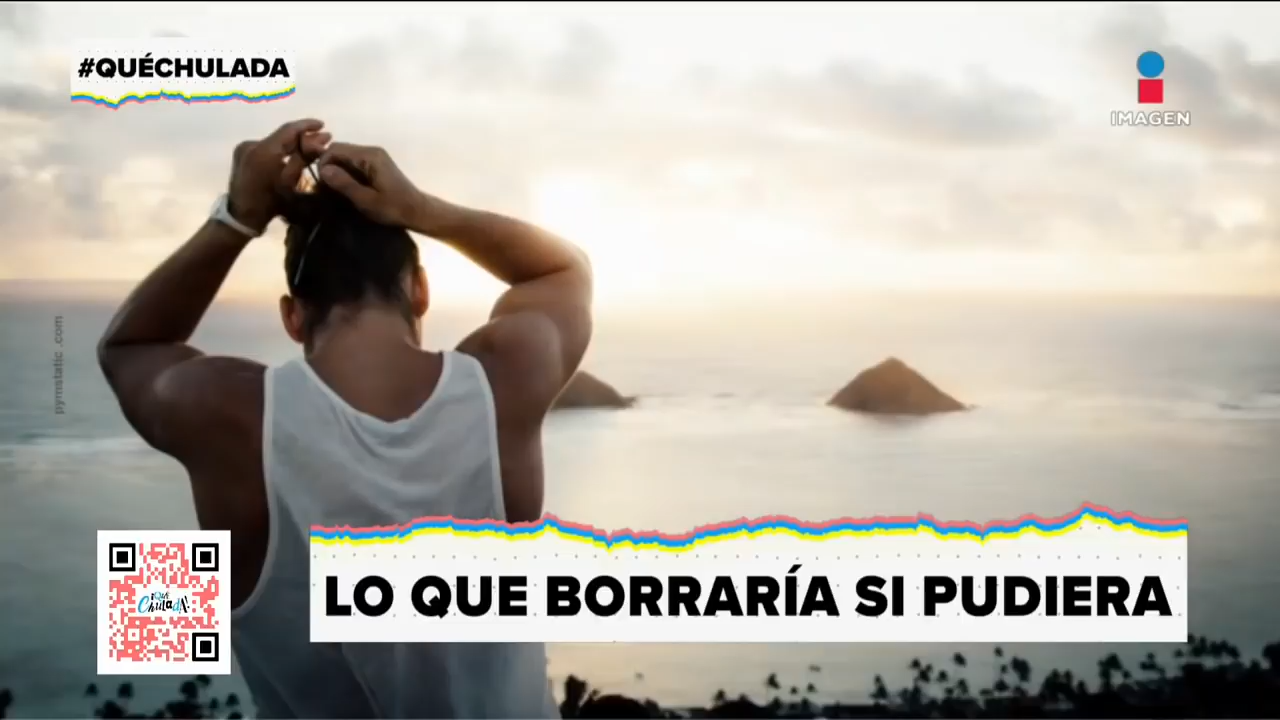 #QUÉCHULADA
IMAGEN
pymstatic .com
¡QUÉ
ChuladA!
LO QUE BORRARÍA SI PUDIERA